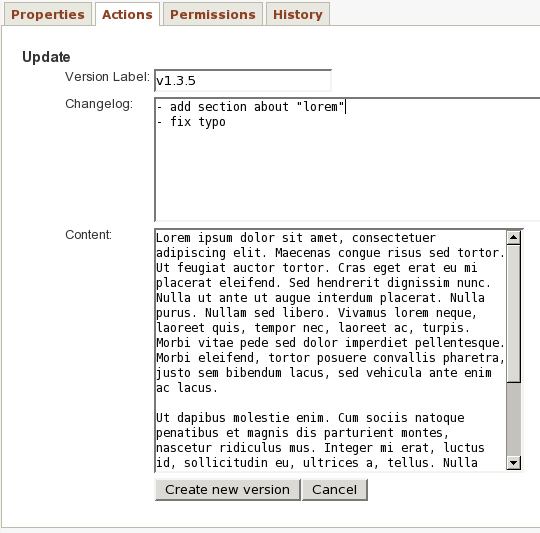 Properties Actions Permissions History
Update
Version Label: v1.3.5
Changelog: - add section about "lorem"
- fix typo
Content: Lorem ipsum dolor sit amet, consectetuer
adipiscing elit. Maecenas congue risus sed tortor.
Ut feugiat auctor tortor. Cras eget erat eu mi
placerat eleifend. Sed hendrerit dignissim nunc.
Nulla ut ante ut augue interdum placerat. Nulla
purus. Nullam sed libero. Vivamus lorem neque,
laoreet quis, tempor nec, laoreet ac, turpis.
Morbi vitae pede sed dolor imperdiet pellentesque.
Morbi eleifend, tortor posuere convallis pharetra,
justo sem bibendum lacus, sed vehicula ante enim
ac lacus.
Ut dapibus molestie enim. Cum sociis natoque
penatibus et magnis dis parturient montes,
nascetur ridiculus mus. Integer mi erat, luctus
id, sollicitudin eu, ultrices a, tellus. Nulla
Create new version Cancel